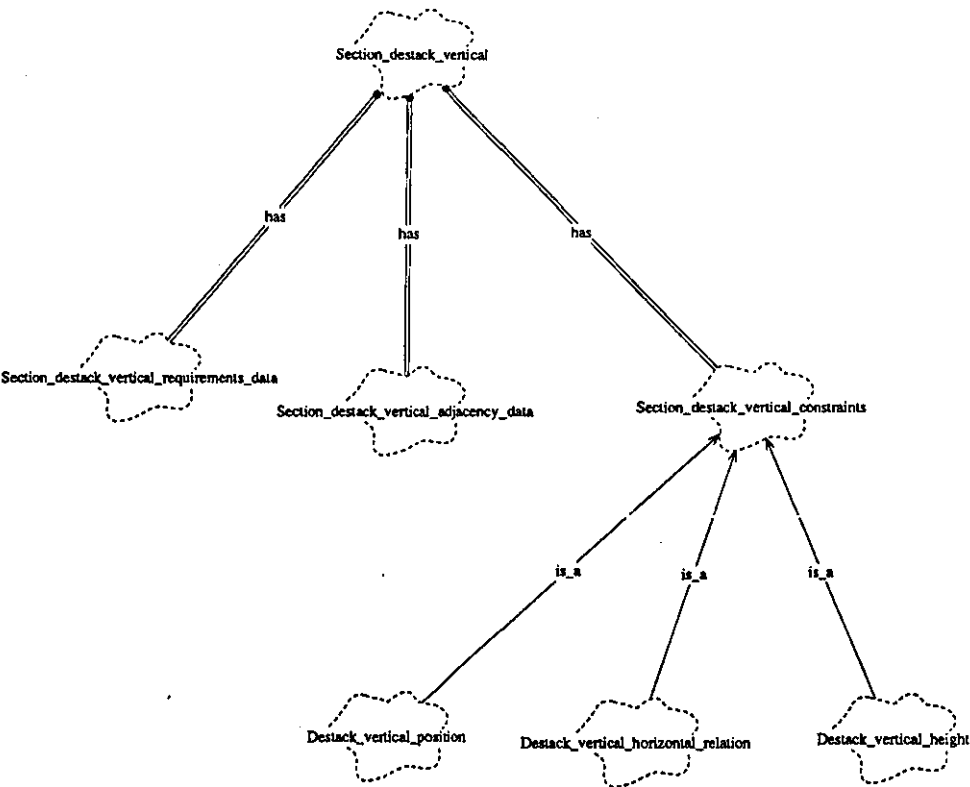 Section_destack_vertical
has
has
has
Section_destack_vertical_requirements_data
Section_destack_vertical_adjacency_data
Section_destack_vertical_constraints
is_a
is_a
is_a
Destack_vertical_position
Destack_vertical_horizontal_relation
Destack_vertical_height